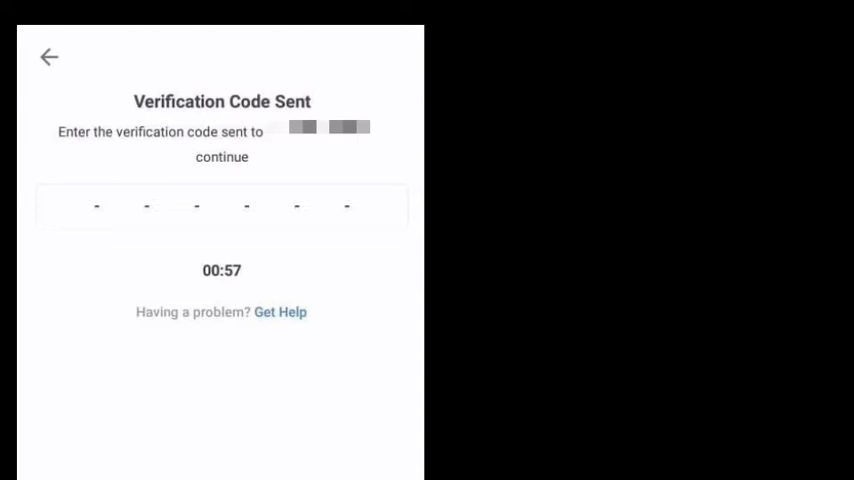 Verification Code Sent
Enter the verification code sent to
continue
- - - - - -
00:57
Having a problem? Get Help